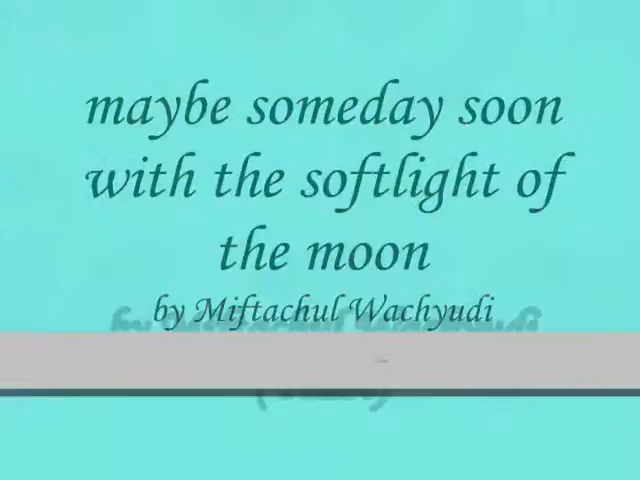 maybe someday soon
with the softlight of
the moon
by Miftachul Wachyudi